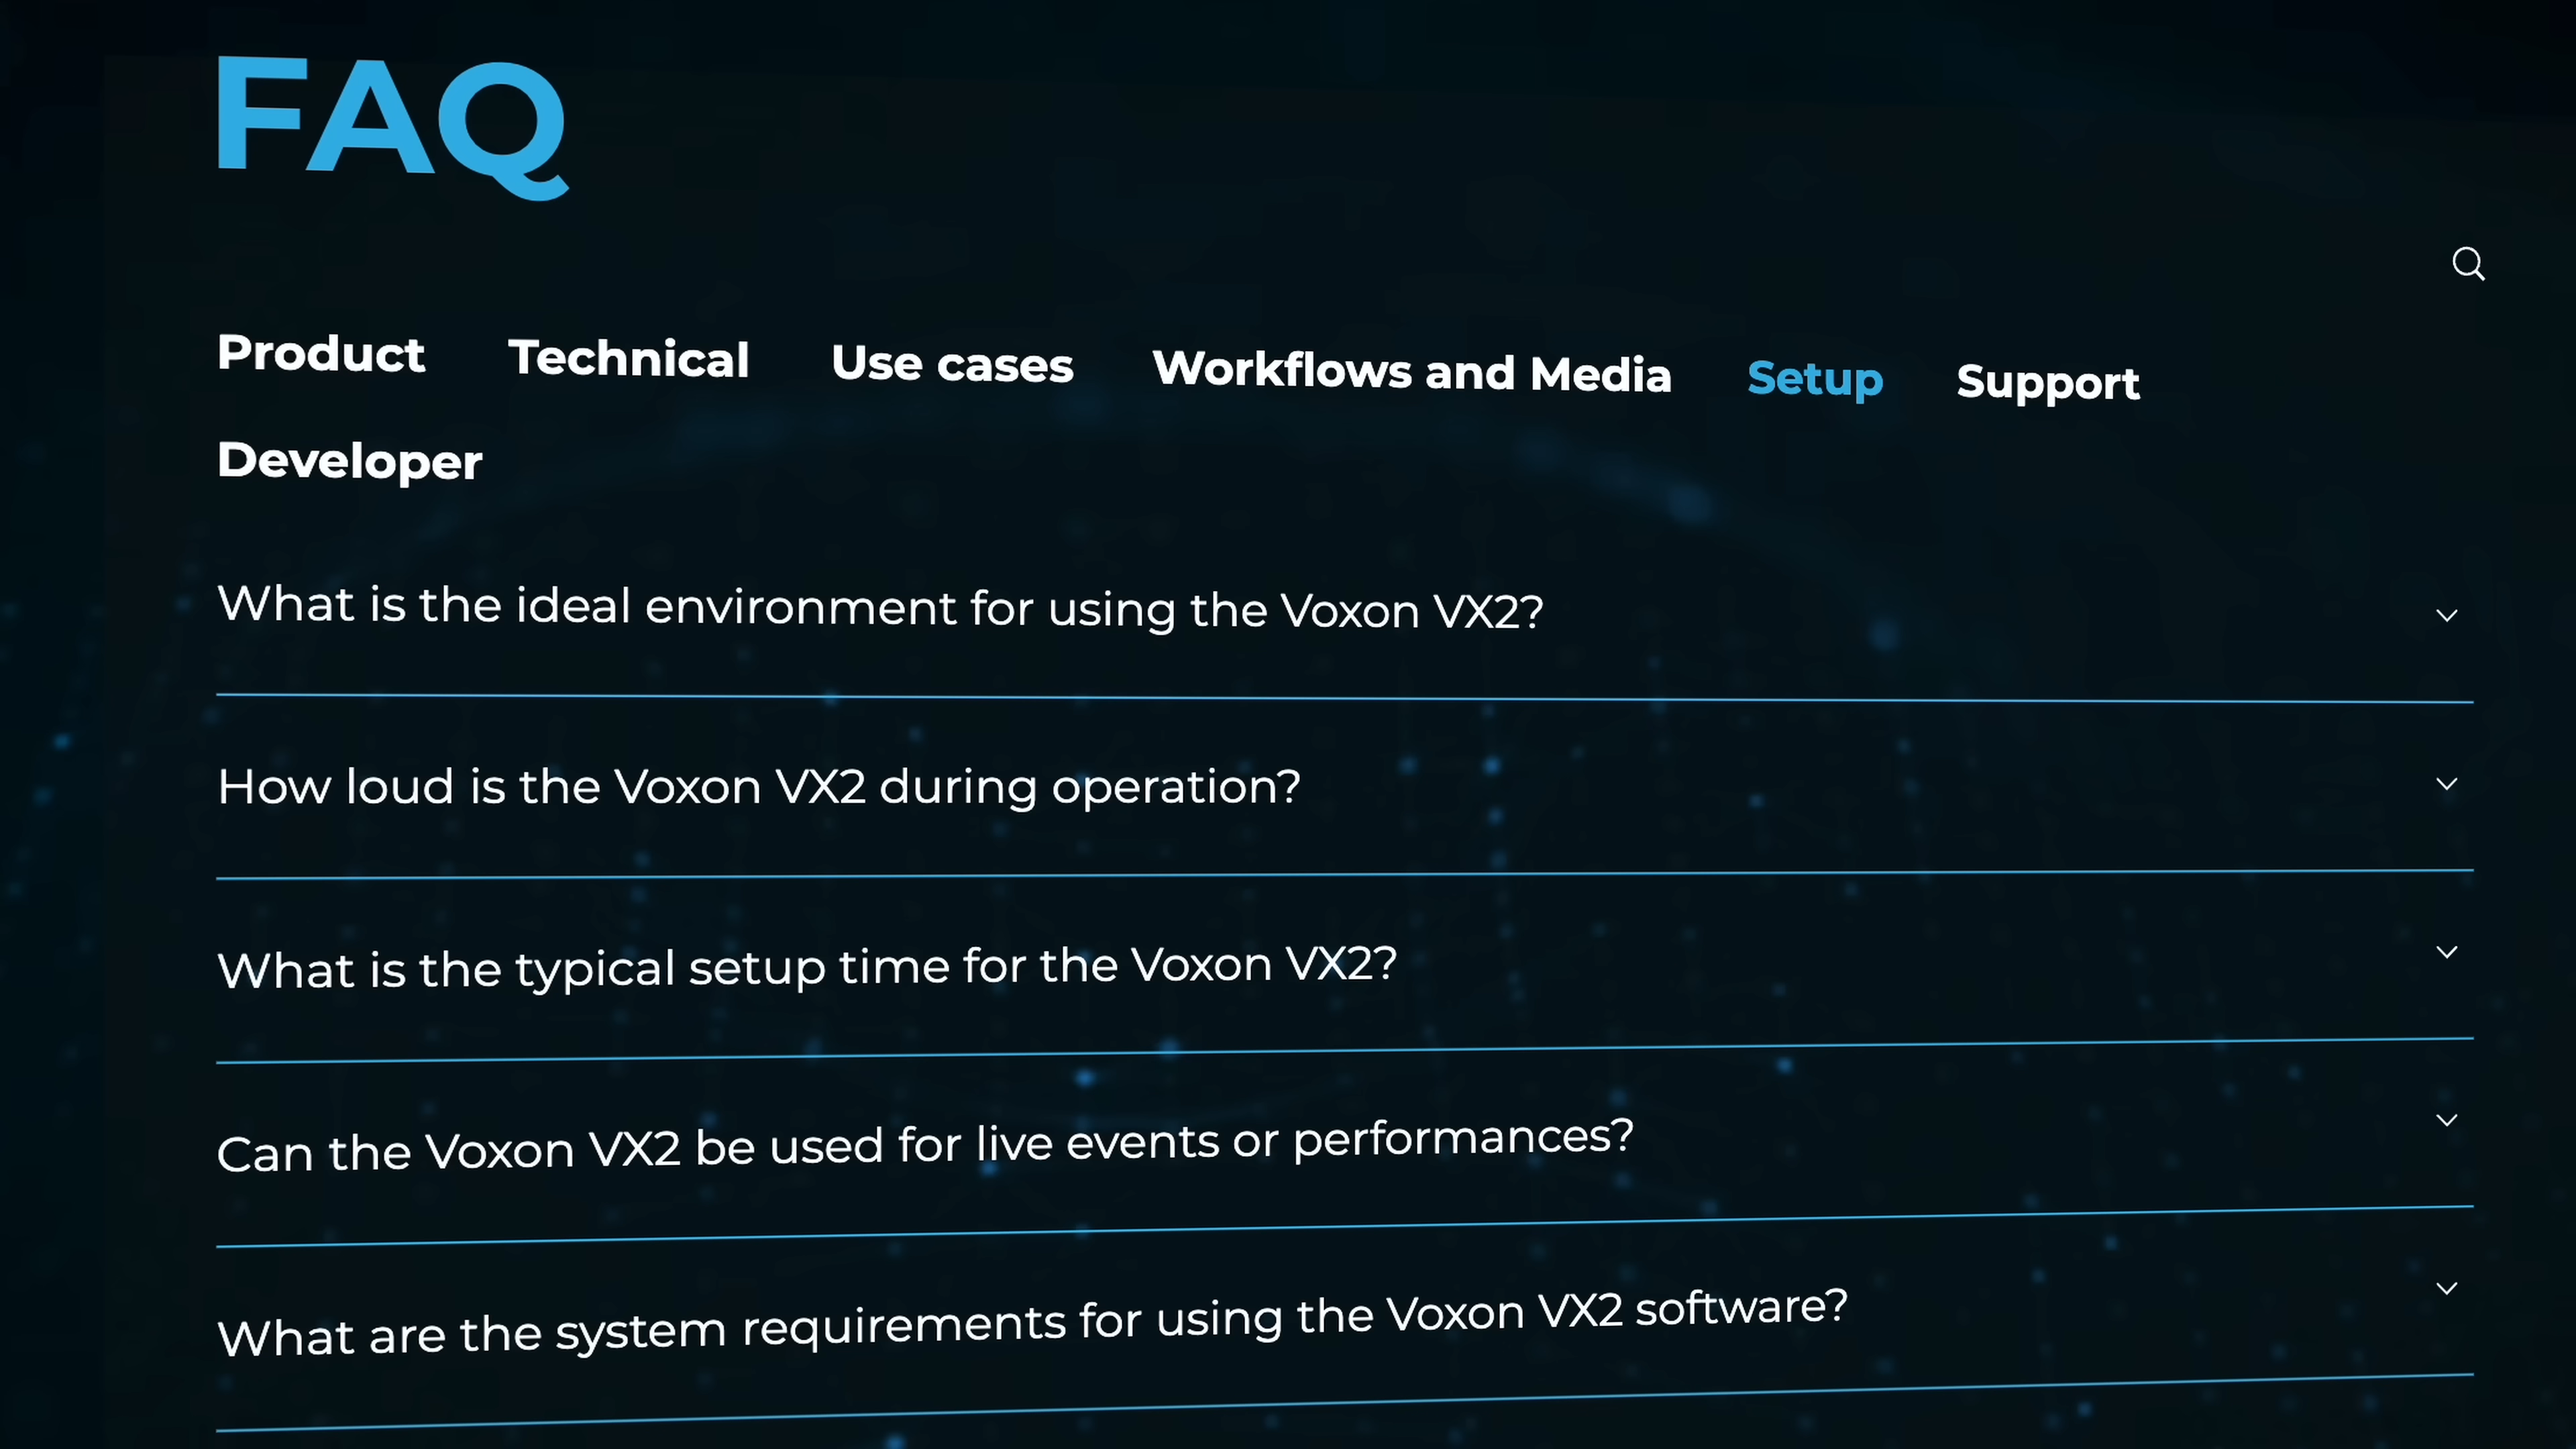 FAQ
Product Technical Use cases Workflows and Media Setup Support
Developer
What is the ideal environment for using the Voxon VX2?
How loud is the Voxon VX2 during operation?
What is the typical setup time for the Voxon VX2?
Can the Voxon VX2 be used for live events or performances?
What are the system requirements for using the Voxon VX2 software?